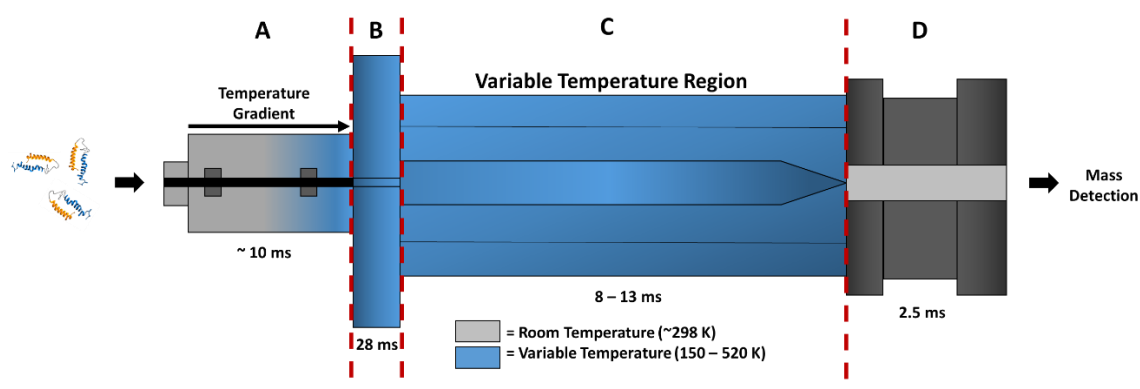 A
B
C
D
Temperature
Gradient
Variable Temperature Region
Mass
Detection
~ 10 ms
28 ms
8 – 13 ms
2.5 ms
= Room Temperature (~298 K)
= Variable Temperature (150 – 520 K)